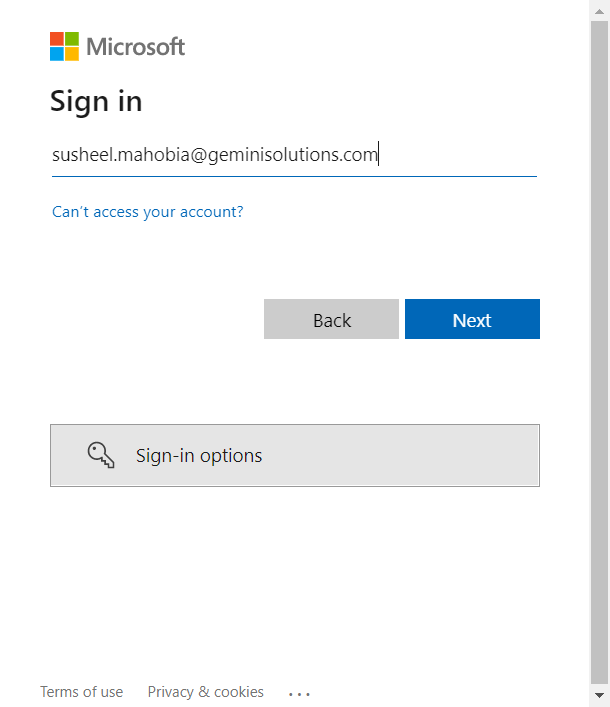 Microsoft
Sign in
susheel.mahobia@geminisolutions.com
Can't access your account?
Back Next
Sign-in options
Terms of use Privacy & cookies ...